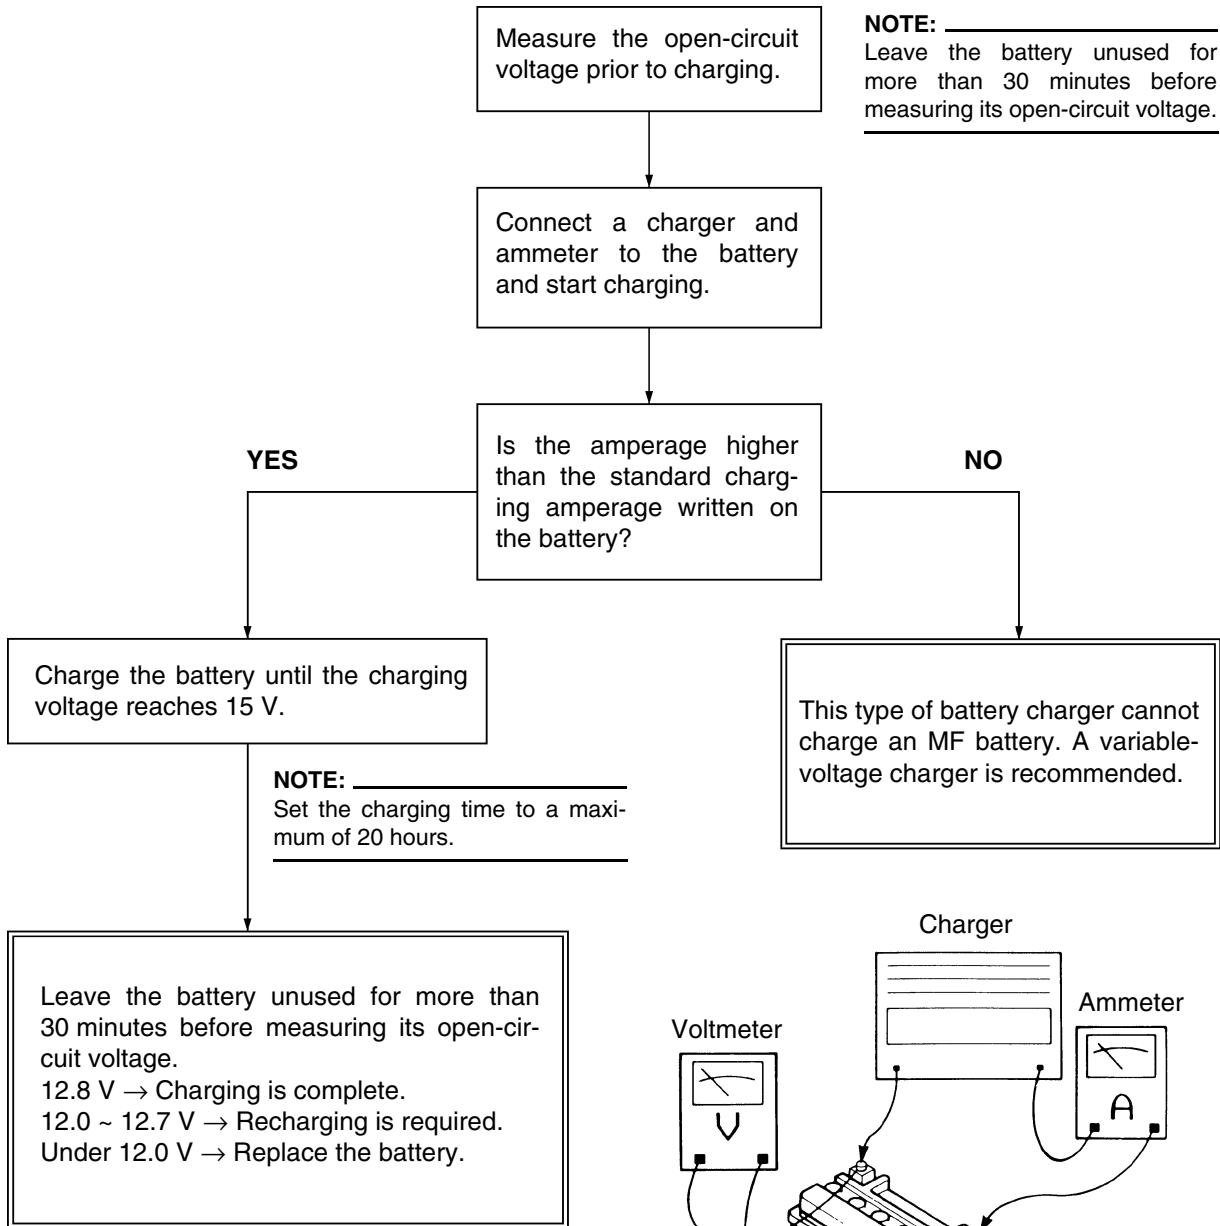 Measure the open-circuit
voltage prior to charging.
NOTE:
Leave the battery unused for
more than 30 minutes before
measuring its open-circuit voltage.
Connect a charger and
ammeter to the battery
and start charging.
Is the amperage higher
than the standard charg-
ing amperage written on
the battery?
YES
NO
Charge the battery until the charging
voltage reaches 15 V.
This type of battery charger cannot
charge an MF battery. A variable-
voltage charger is recommended.
NOTE:
Set the charging time to a maxi-
mum of 20 hours.
Leave the battery unused for more than
30 minutes before measuring its open-cir-
cuit voltage.
12.8 V → Charging is complete.
12.0 ~ 12.7 V → Recharging is required.
Under 12.0 V → Replace the battery.
Charger
Ammeter
A
Voltmeter
V